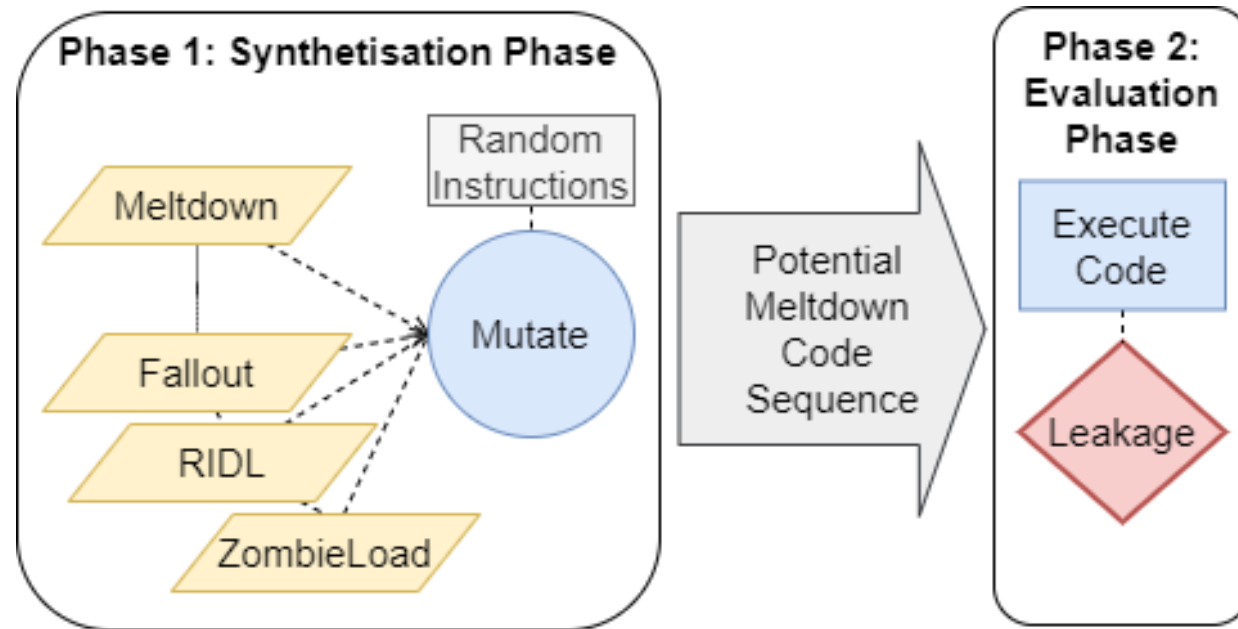 Phase 1: Synthetisation Phase
Random
Instructions
Meltdown
Mutate
Fallout
RIDL
ZombieLoad
Potential
Meltdown
Code
Sequence
Phase 2:
Evaluation
Phase
Execute
Code
Leakage